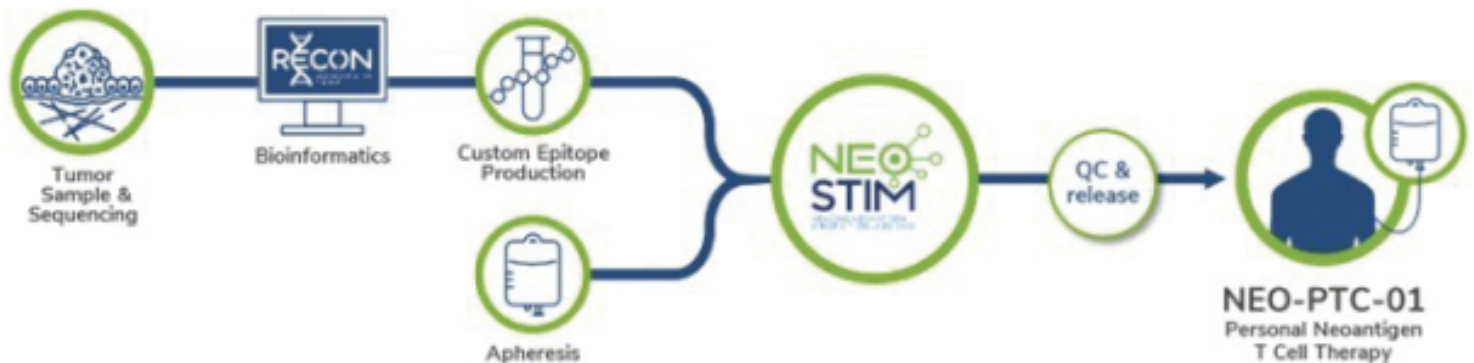 RECON
Bioinformatics
Tumor
Sample &
Sequencing
Custom Epitope
Production
Apheresis
NEO
STIM
QC &
release
NEO-PTC-01
Personal Neoantigen
T Cell Therapy